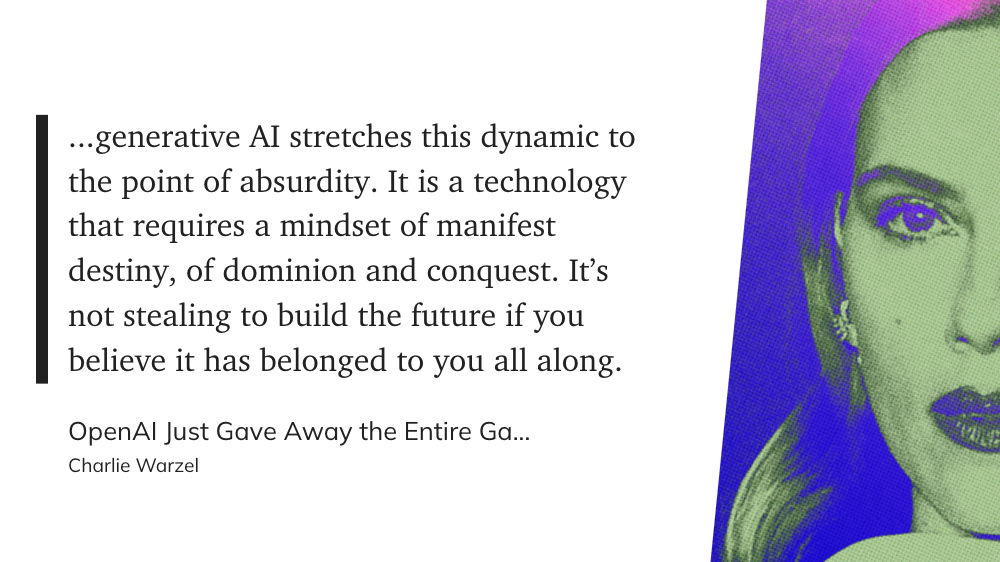 ...generative AI stretches this dynamic to
the point of absurdity. It is a technology
that requires a mindset of manifest
destiny, of dominion and conquest. It’s
not stealing to build the future if you
believe it has belonged to you all along.
OpenAI Just Gave Away the Entire Ga...
Charlie Warzel